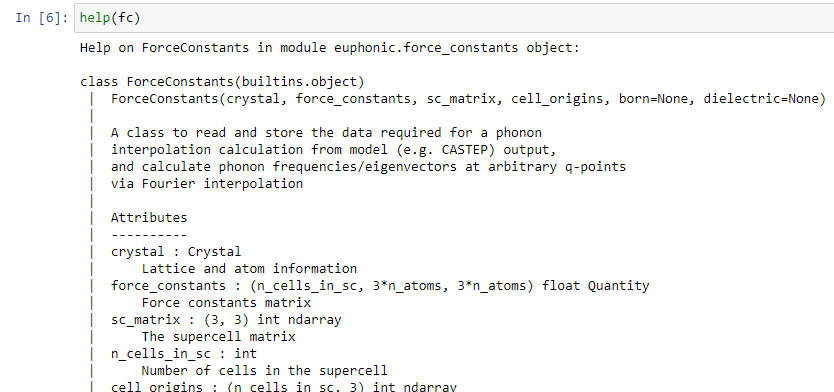 In [6]: help(fc)
Help on ForceConstants in module euphonic.force_constants object:
class ForceConstants(builtins.object)
 |  ForceConstants(crystal, force_constants, sc_matrix, cell_origins, born=None, dielectric=None)
 |
 |  A class to read and store the data required for a phonon
 |  interpolation calculation from model (e.g. CASTEP) output,
 |  and calculate phonon frequencies/eigenvectors at arbitrary q-points
 |  via Fourier interpolation
 |
 |  Attributes
 |  ----------
 |  crystal : Crystal
 |      Lattice and atom information
 |  force_constants : (n_cells_in_sc, 3*n_atoms, 3*n_atoms) float Quantity
 |      Force constants matrix
 |  sc_matrix : (3, 3) int ndarray
 |      The supercell matrix
 |  n_cells_in_sc : int
 |      Number of cells in the supercell
 |  cell_origins : (n_cells_in_sc, 3) int ndarray